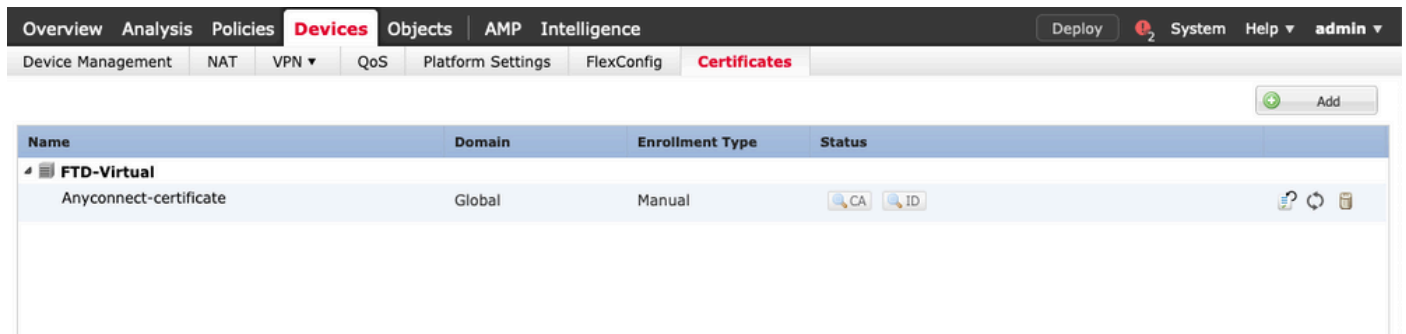 Overview Analysis Policies Devices Objects AMP Intelligence Deploy 2 System Help admin
Device Management NAT VPN QoS Platform Settings FlexConfig Certificates
Add
Name Domain Enrollment Type Status
FTD-Virtual
Anyconnect-certificate Global Manual CA ID